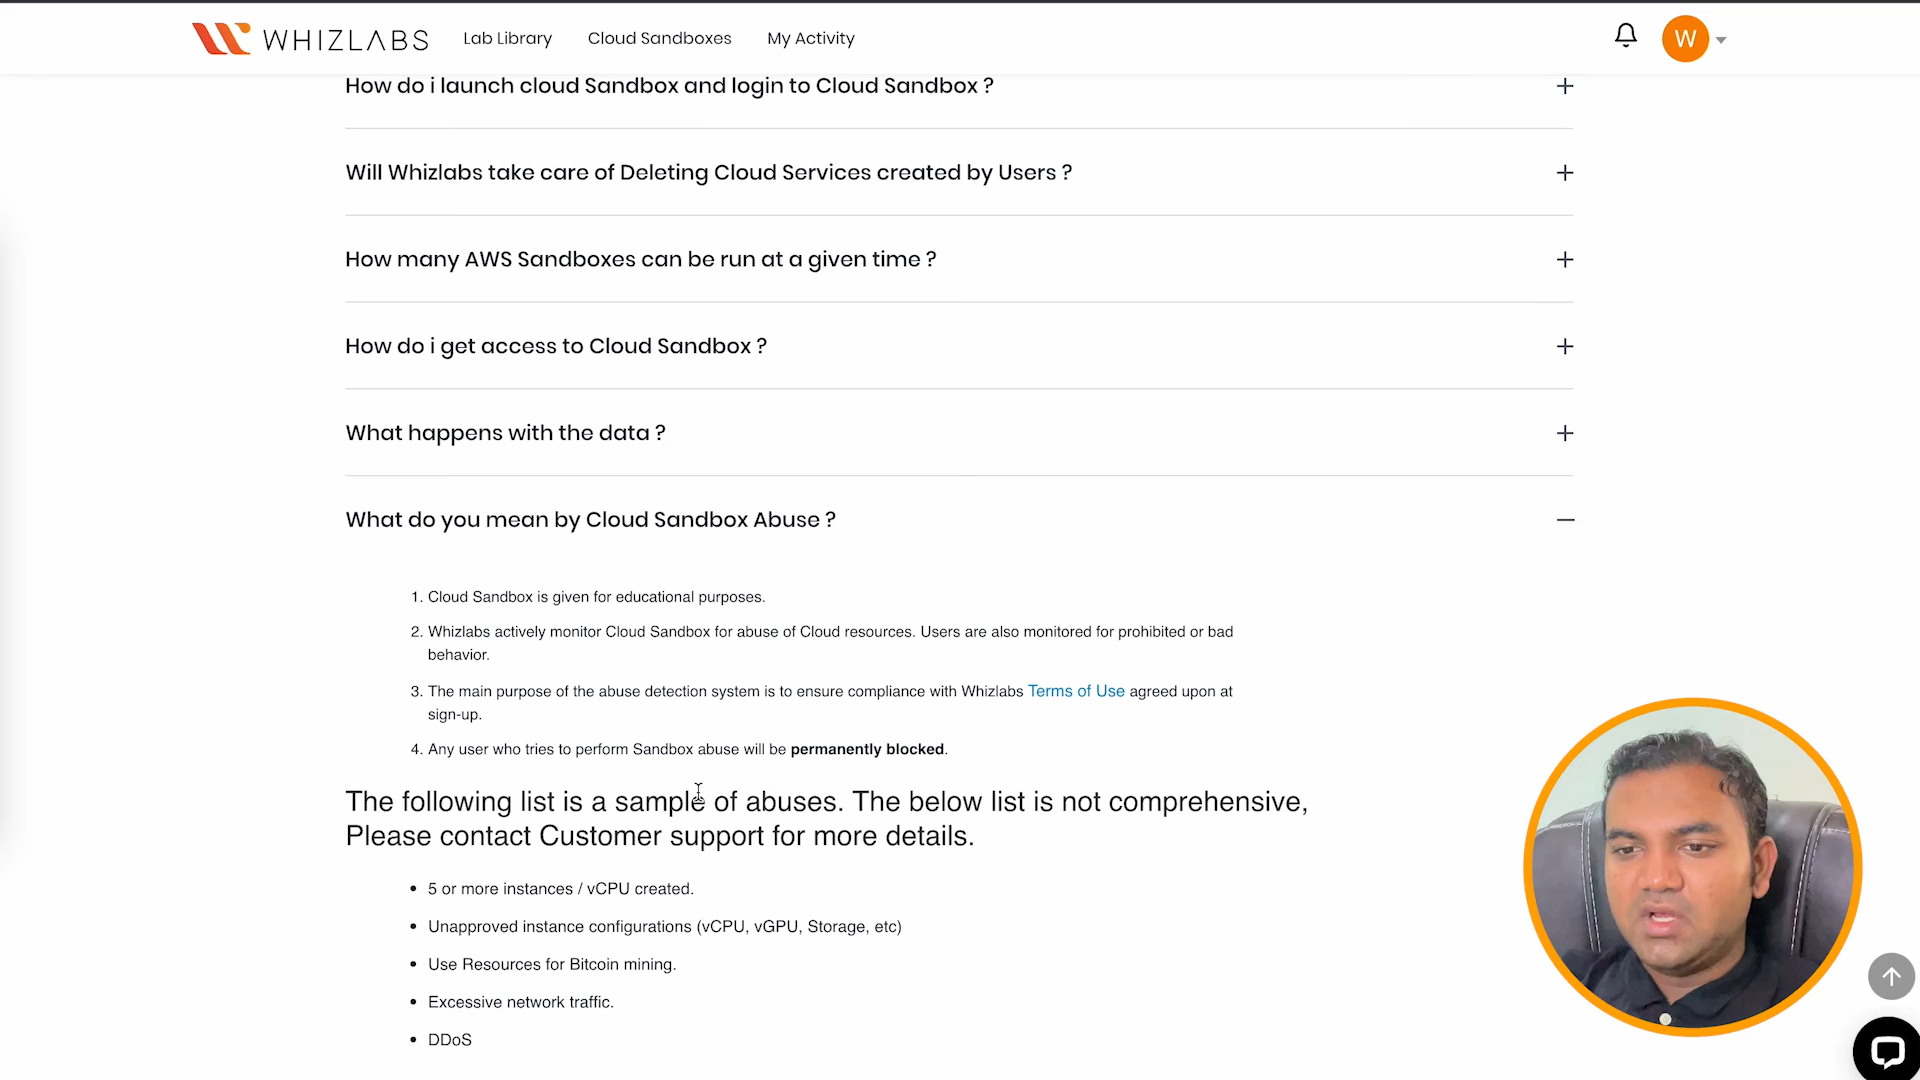 WHIZLABS Lab Library Cloud Sandboxes My Activity W
How do i launch cloud Sandbox and login to Cloud Sandbox ?
Will Whizlabs take care of Deleting Cloud Services created by Users ?
How many AWS Sandboxes can be run at a given time ?
How do i get access to Cloud Sandbox ?
What happens with the data ?
What do you mean by Cloud Sandbox Abuse ?
1. Cloud Sandbox is given for educational purposes.
2. Whizlabs actively monitor Cloud Sandbox for abuse of Cloud resources. Users are also monitored for prohibited or bad
behavior.
3. The main purpose of the abuse detection system is to ensure compliance with Whizlabs Terms of Use agreed upon at
sign-up.
4. Any user who tries to perform Sandbox abuse will be permanently blocked.
The following list is a sample of abuses. The below list is not comprehensive,
Please contact Customer support for more details.
• 5 or more instances / vCPU created.
• Unapproved instance configurations (vCPU, vGPU, Storage, etc)
• Use Resources for Bitcoin mining.
• Excessive network traffic.
• DDoS